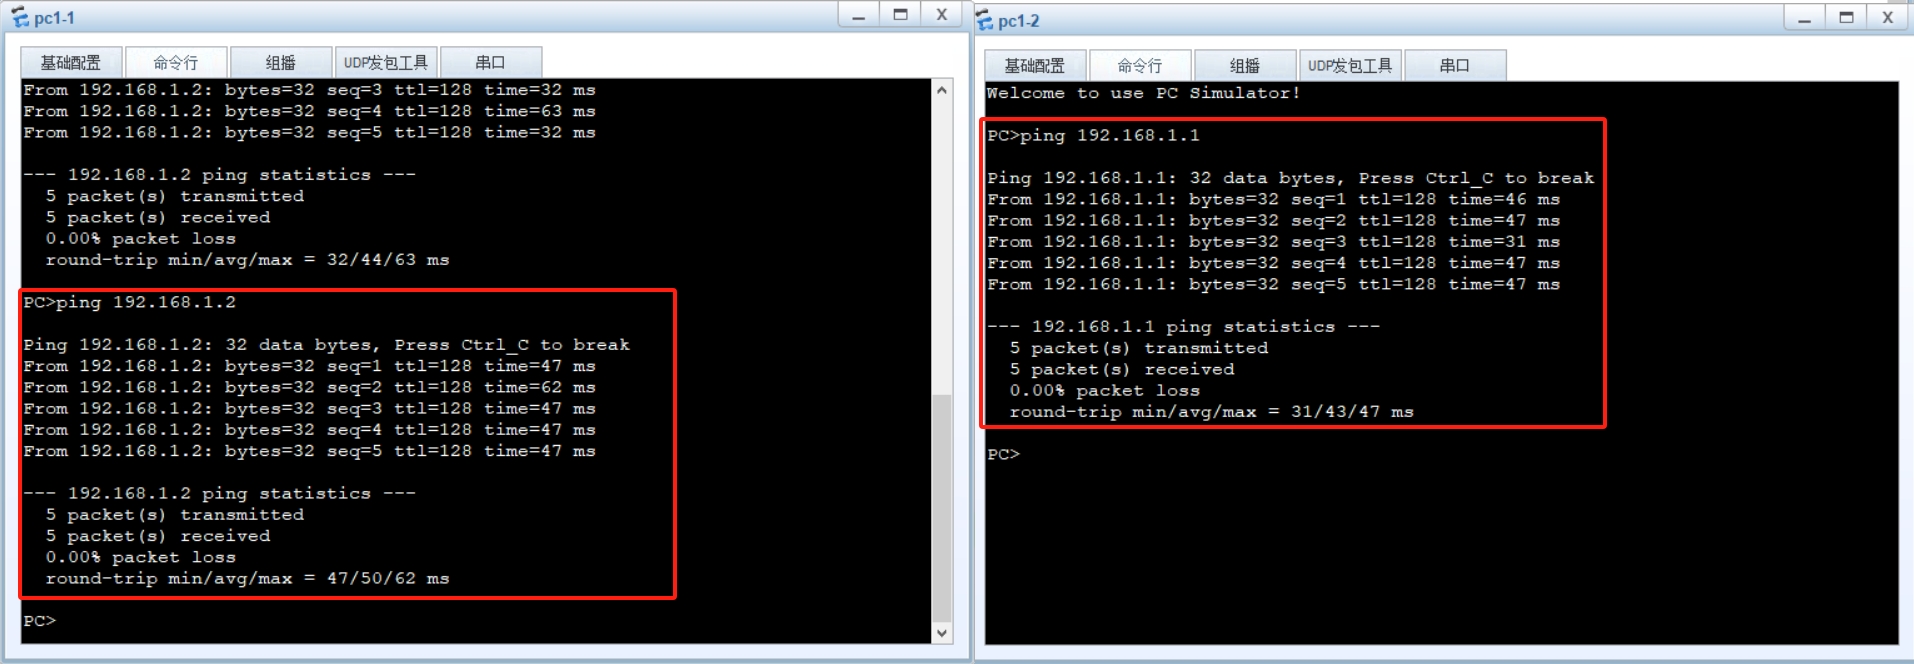 pc1-1
基础配置 命令行 组播 UDP发包工具 串口
From 192.168.1.2: bytes=32 seq=3 ttl=128 time=32 ms
From 192.168.1.2: bytes=32 seq=4 ttl=128 time=63 ms
From 192.168.1.2: bytes=32 seq=5 ttl=128 time=32 ms
--- 192.168.1.2 ping statistics ---
5 packet(s) transmitted
5 packet(s) received
0.00% packet loss
round-trip min/avg/max = 32/44/63 ms
PC>ping 192.168.1.2
Ping 192.168.1.2: 32 data bytes, Press Ctrl_C to break
From 192.168.1.2: bytes=32 seq=1 ttl=128 time=47 ms
From 192.168.1.2: bytes=32 seq=2 ttl=128 time=62 ms
From 192.168.1.2: bytes=32 seq=3 ttl=128 time=47 ms
From 192.168.1.2: bytes=32 seq=4 ttl=128 time=47 ms
From 192.168.1.2: bytes=32 seq=5 ttl=128 time=47 ms
--- 192.168.1.2 ping statistics ---
5 packet(s) transmitted
5 packet(s) received
0.00% packet loss
round-trip min/avg/max = 47/50/62 ms
PC>
pc1-2
基础配置 命令行 组播 UDP发包工具 串口
Welcome to use PC Simulator!
PC>ping 192.168.1.1
Ping 192.168.1.1: 32 data bytes, Press Ctrl_C to break
From 192.168.1.1: bytes=32 seq=1 ttl=128 time=46 ms
From 192.168.1.1: bytes=32 seq=2 ttl=128 time=47 ms
From 192.168.1.1: bytes=32 seq=3 ttl=128 time=31 ms
From 192.168.1.1: bytes=32 seq=4 ttl=128 time=47 ms
From 192.168.1.1: bytes=32 seq=5 ttl=128 time=47 ms
--- 192.168.1.1 ping statistics ---
5 packet(s) transmitted
5 packet(s) received
0.00% packet loss
round-trip min/avg/max = 31/43/47 ms
PC>